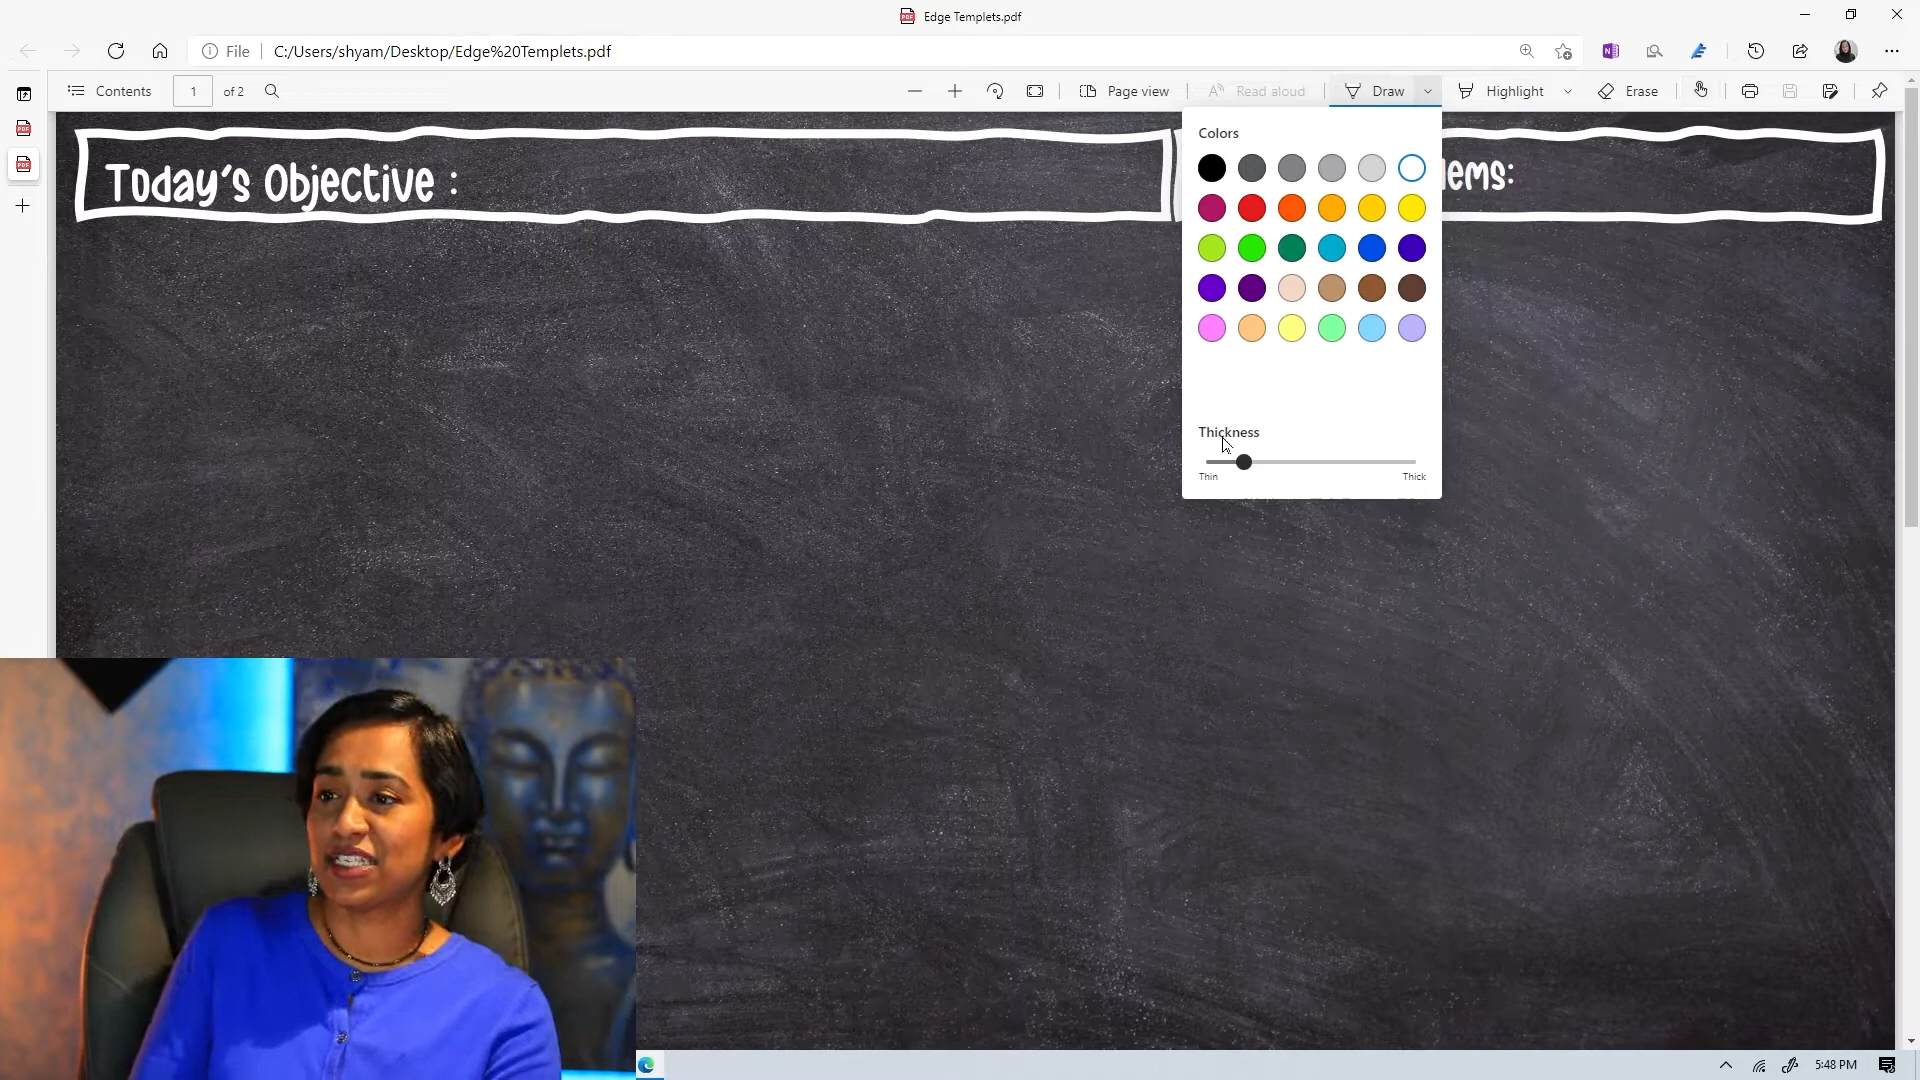 Edge Templets.pdf
File C:/Users/shyam/Desktop/Edge%20Templets.pdf
Contents 1 of 2 Page view Read aloud Draw Highlight Erase
Colors
Today's Objective :
lems:
Thickness
Thin Thick
5:48 PM